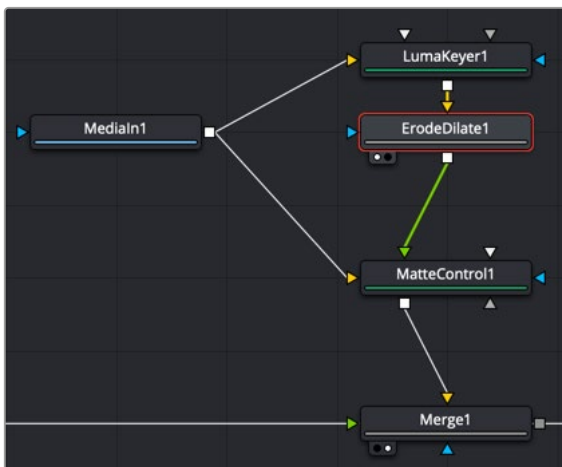 LumaKeyer1
MediaIn1
ErodeDilate1
MatteControl1
Merge1